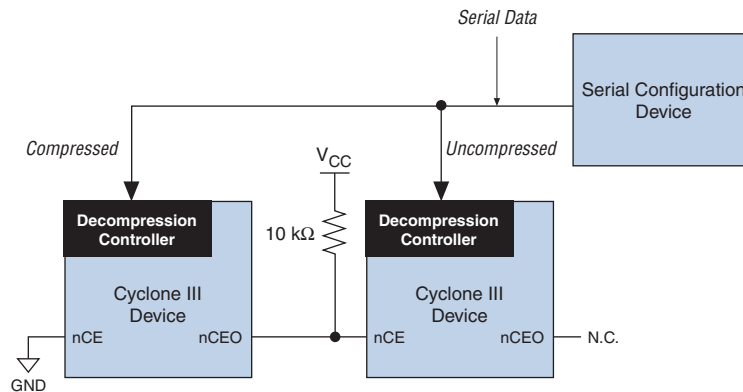 Serial Data
Serial Configuration
Device
Compressed
Uncompressed
VCC
Decompression
Controller
10 kΩ
Decompression
Controller
Cyclone III
Device
Cyclone III
Device
nCE
nCEO
nCE
nCEO
N.C.
GND